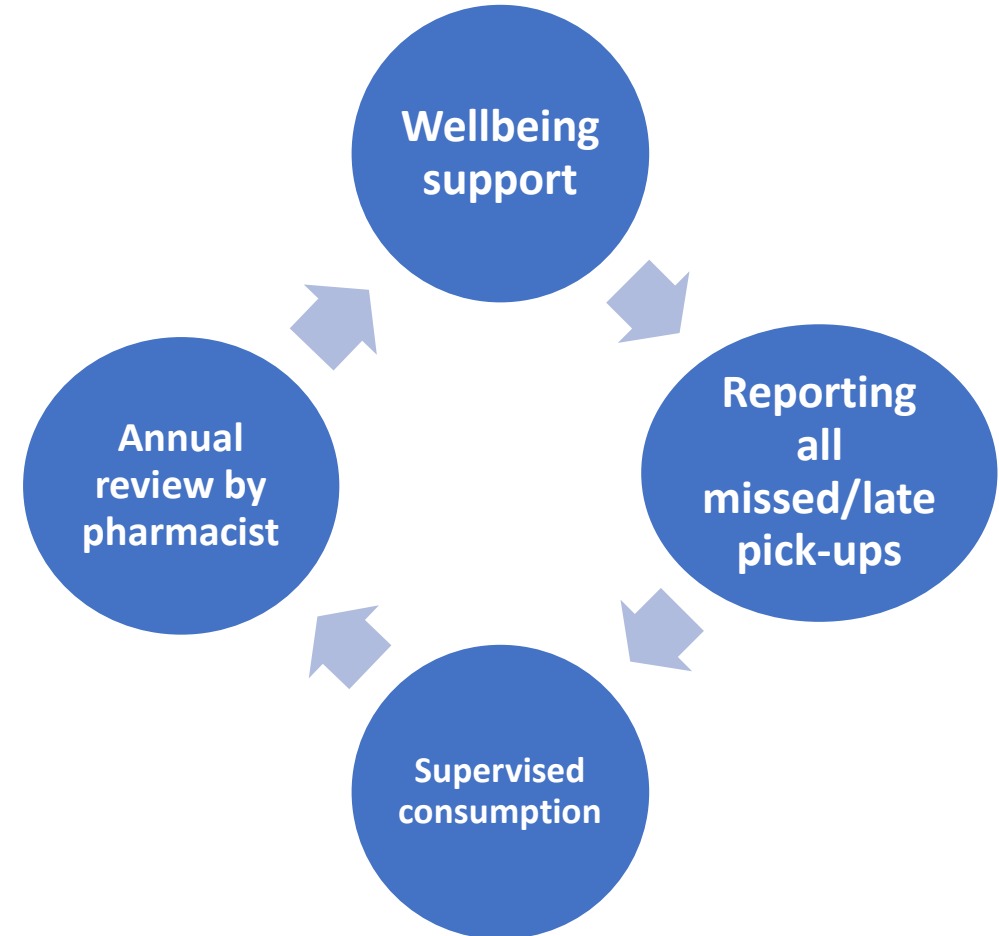 Wellbeing
support
Reporting
all
missed/late
pick-ups
Supervised
consumption
Annual
review by
pharmacist